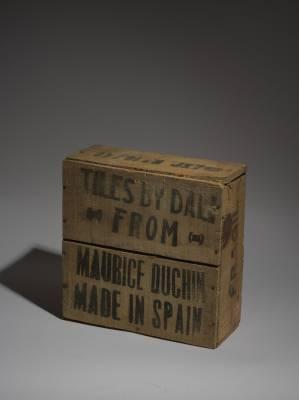 TILES BY DALI
FROM
MAURICE DUCHIN
MADE IN SPAIN